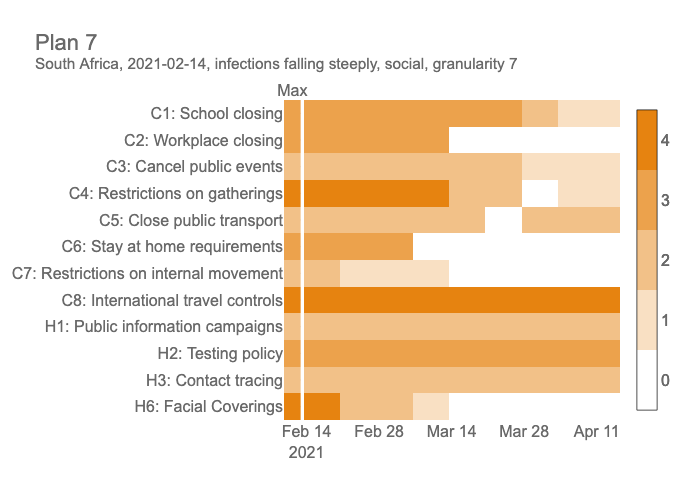 Plan 7
South Africa, 2021-02-14, infections falling steeply, social, granularity 7
Max
C1: School closing
C2: Workplace closing
C3: Cancel public events
C4: Restrictions on gatherings
C5: Close public transport
C6: Stay at home requirements
C7: Restrictions on internal movement
C8: International travel controls
H1: Public information campaigns
H2: Testing policy
H3: Contact tracing
H6: Facial Coverings
4
3
2
1
0
Feb 14 Feb 28 Mar 14 Mar 28 Apr 11
2021